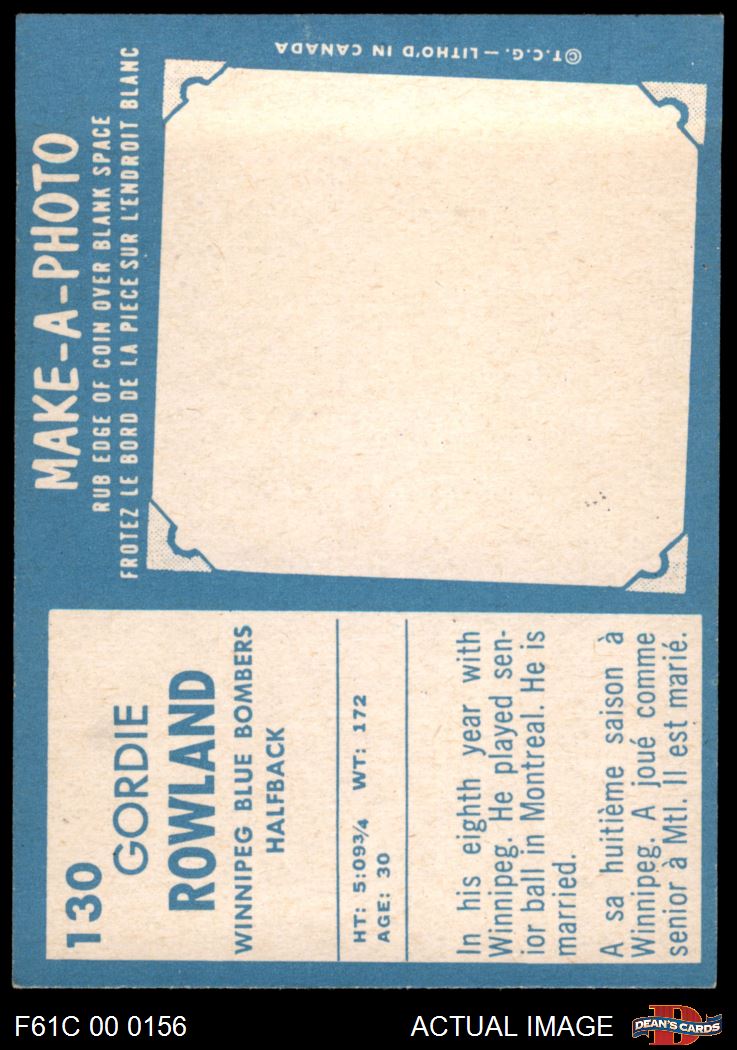 130
GORDIE
ROWLAND
WINNIPEG BLUE BOMBERS
HALFBACK
HT: 5:09¾ WT: 172
AGE: 30
In his eighth year with
Winnipeg. He played sen-
ior ball in Montreal. He is
married.
A sa huitième saison à
Winnipeg. A joué comme
senior à Mtl. Il est marié.
MAKE-A-PHOTO
RUB EDGE OF COIN OVER BLANK SPACE
FROTEZ LE BORD DE LA PIECE SUR L'ENDROIT BLANC
©T.C.G. — LITHO'D IN CANADA
F61C 00 0156
ACTUAL IMAGE
DEAN'S CARDS